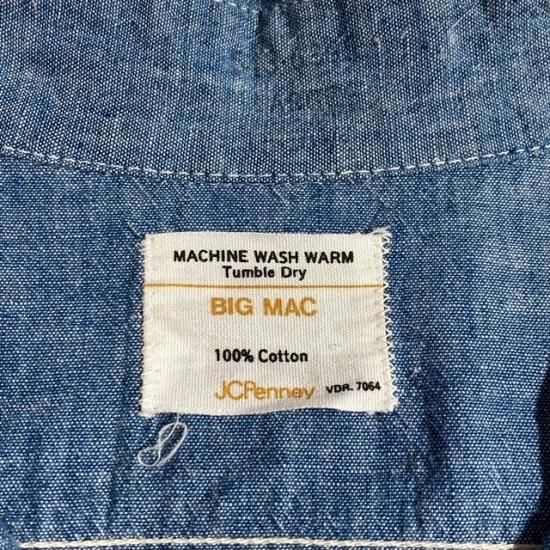 MACHINE WASH WARM
Tumble Dry
BIG MAC
100% Cotton
JCPenney VDR. 7064